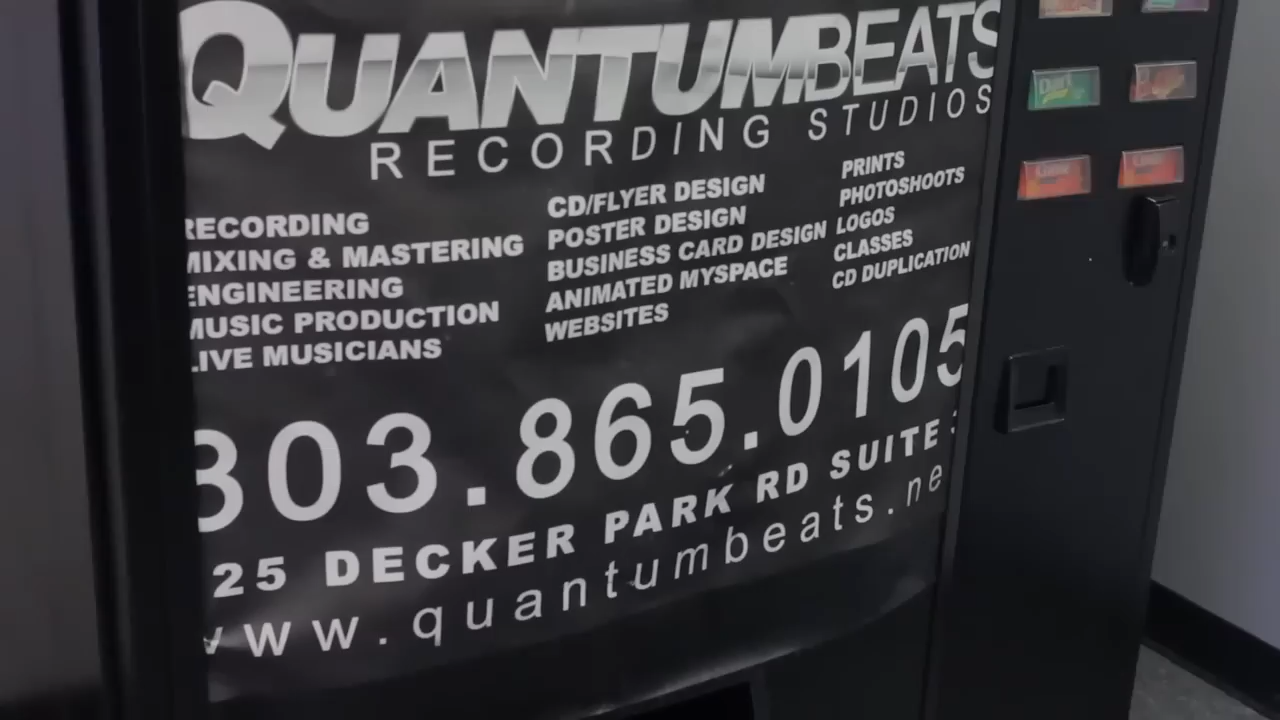 QUANTUMBEATS
RECORDING STUDIOS
RECORDING
MIXING & MASTERING
ENGINEERING
MUSIC PRODUCTION
LIVE MUSICIANS
CD/FLYER DESIGN
POSTER DESIGN
BUSINESS CARD DESIGN
ANIMATED MYSPACE
WEBSITES
PRINTS
PHOTOSHOOTS
LOGOS
CLASSES
CD DUPLICATION
803.865.0105
25 DECKER PARK RD SUITE
www.quantumbeats.ne